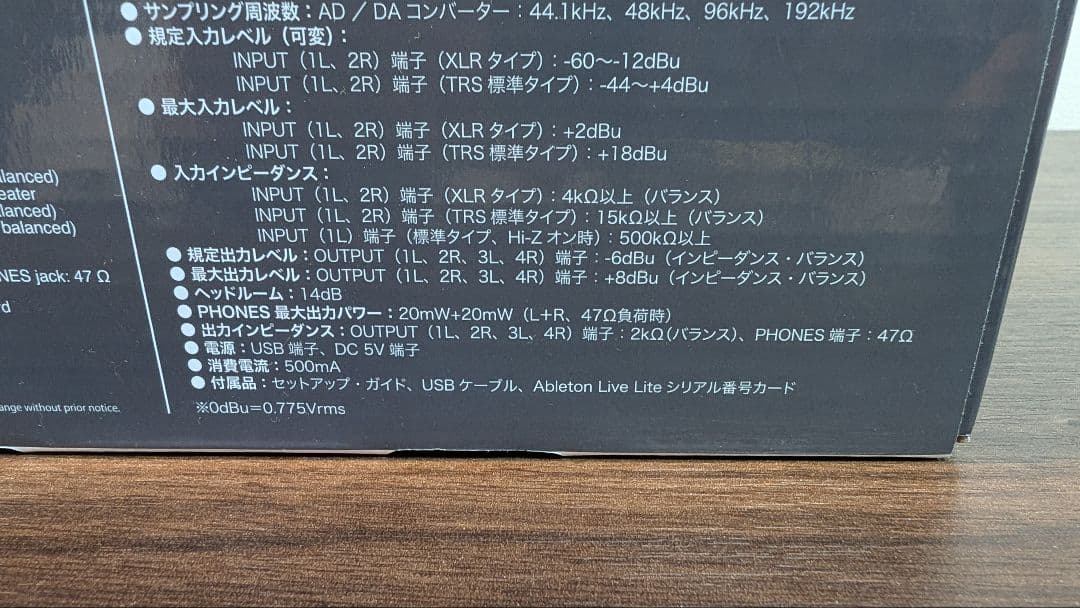 ● サンプリング周波数：AD / DA コンバーター：44.1kHz、48kHz、96kHz、192kHz
● 規定入力レベル（可変）：
INPUT（1L、2R）端子（XLR タイプ）：-60〜-12dBu
INPUT（1L、2R）端子（TRS 標準タイプ）：-44〜+4dBu
● 最大入力レベル：
INPUT（1L、2R）端子（XLR タイプ）：+2dBu
INPUT（1L、2R）端子（TRS 標準タイプ）：+18dBu
● 入力インピーダンス：
INPUT（1L、2R）端子（XLR タイプ）：4kΩ以上（バランス）
INPUT（1L、2R）端子（TRS 標準タイプ）：15kΩ以上（バランス）
INPUT（1L）端子（標準タイプ、Hi-Z オン時）：500kΩ以上
● 規定出力レベル：OUTPUT（1L、2R、3L、4R）端子：-6dBu（インピーダンス・バランス）
● 最大出力レベル：OUTPUT（1L、2R、3L、4R）端子：+8dBu（インピーダンス・バランス）
● ヘッドルーム：14dB
● PHONES 最大出力パワー：20mW+20mW（L+R、47Ω負荷時）
● 出力インピーダンス：OUTPUT（1L、2R、3L、4R）端子：2kΩ（バランス）、PHONES 端子：47Ω
● 電源：USB 端子、DC 5V 端子
● 消費電流：500mA
● 付属品：セットアップ・ガイド、USB ケーブル、Ableton Live Lite シリアル番号カード
※0dBu=0.775Vrms
lanced)
eater
lanced)
balanced)
NES jack: 47 Ω
rd
ange without prior notice.